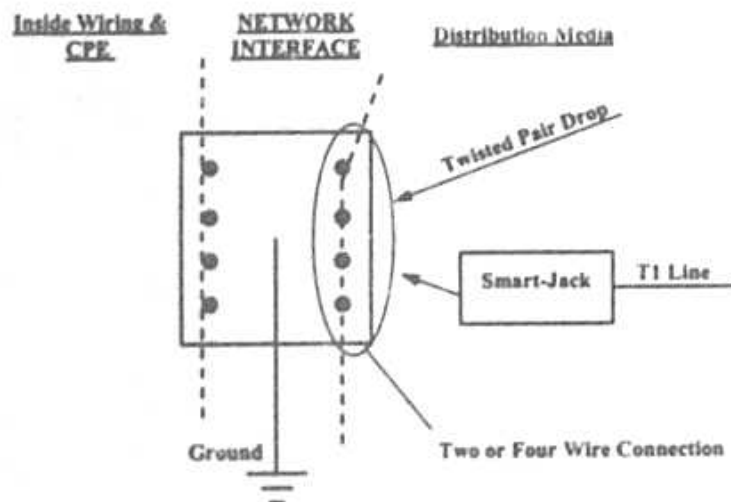 Inside Wiring &
CPE
NETWORK
INTERFACE
Distribution Media
Twisted Pair Drop
Smart-Jack
T1 Line
Ground
Two or Four Wire Connection